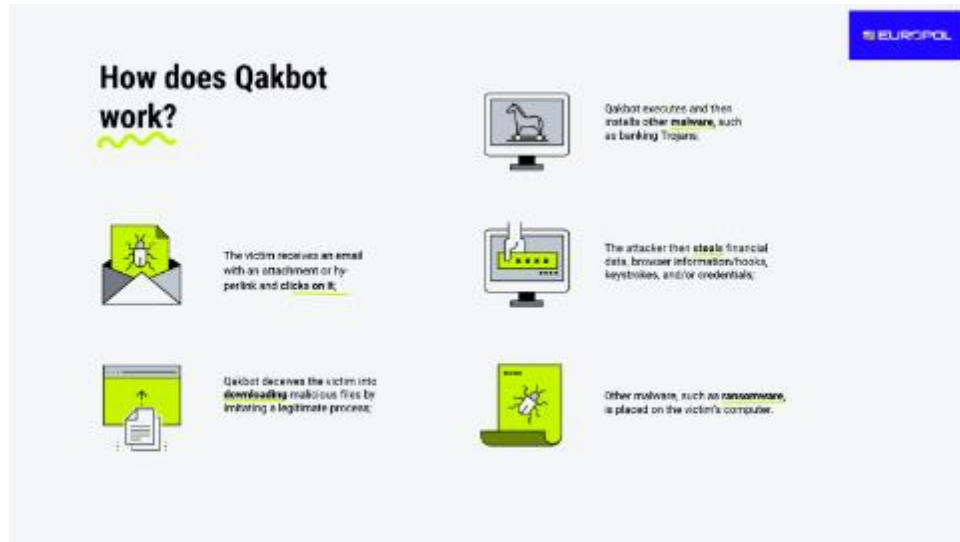 EUROPOL
How does Qakbot
work?
The victim receives an email
with an attachment or hy-
perlink and clicks on it;
Qakbot deceives the victim into
downloading malicious files by
imitating a legitimate process;
Qakbot executes and then
installs other malware, such
as banking Trojans;
The attacker then steals financial
data, browser information/hooks,
keystrokes, and/or credentials;
Other malware, such as ransomware,
is placed on the victim's computer.